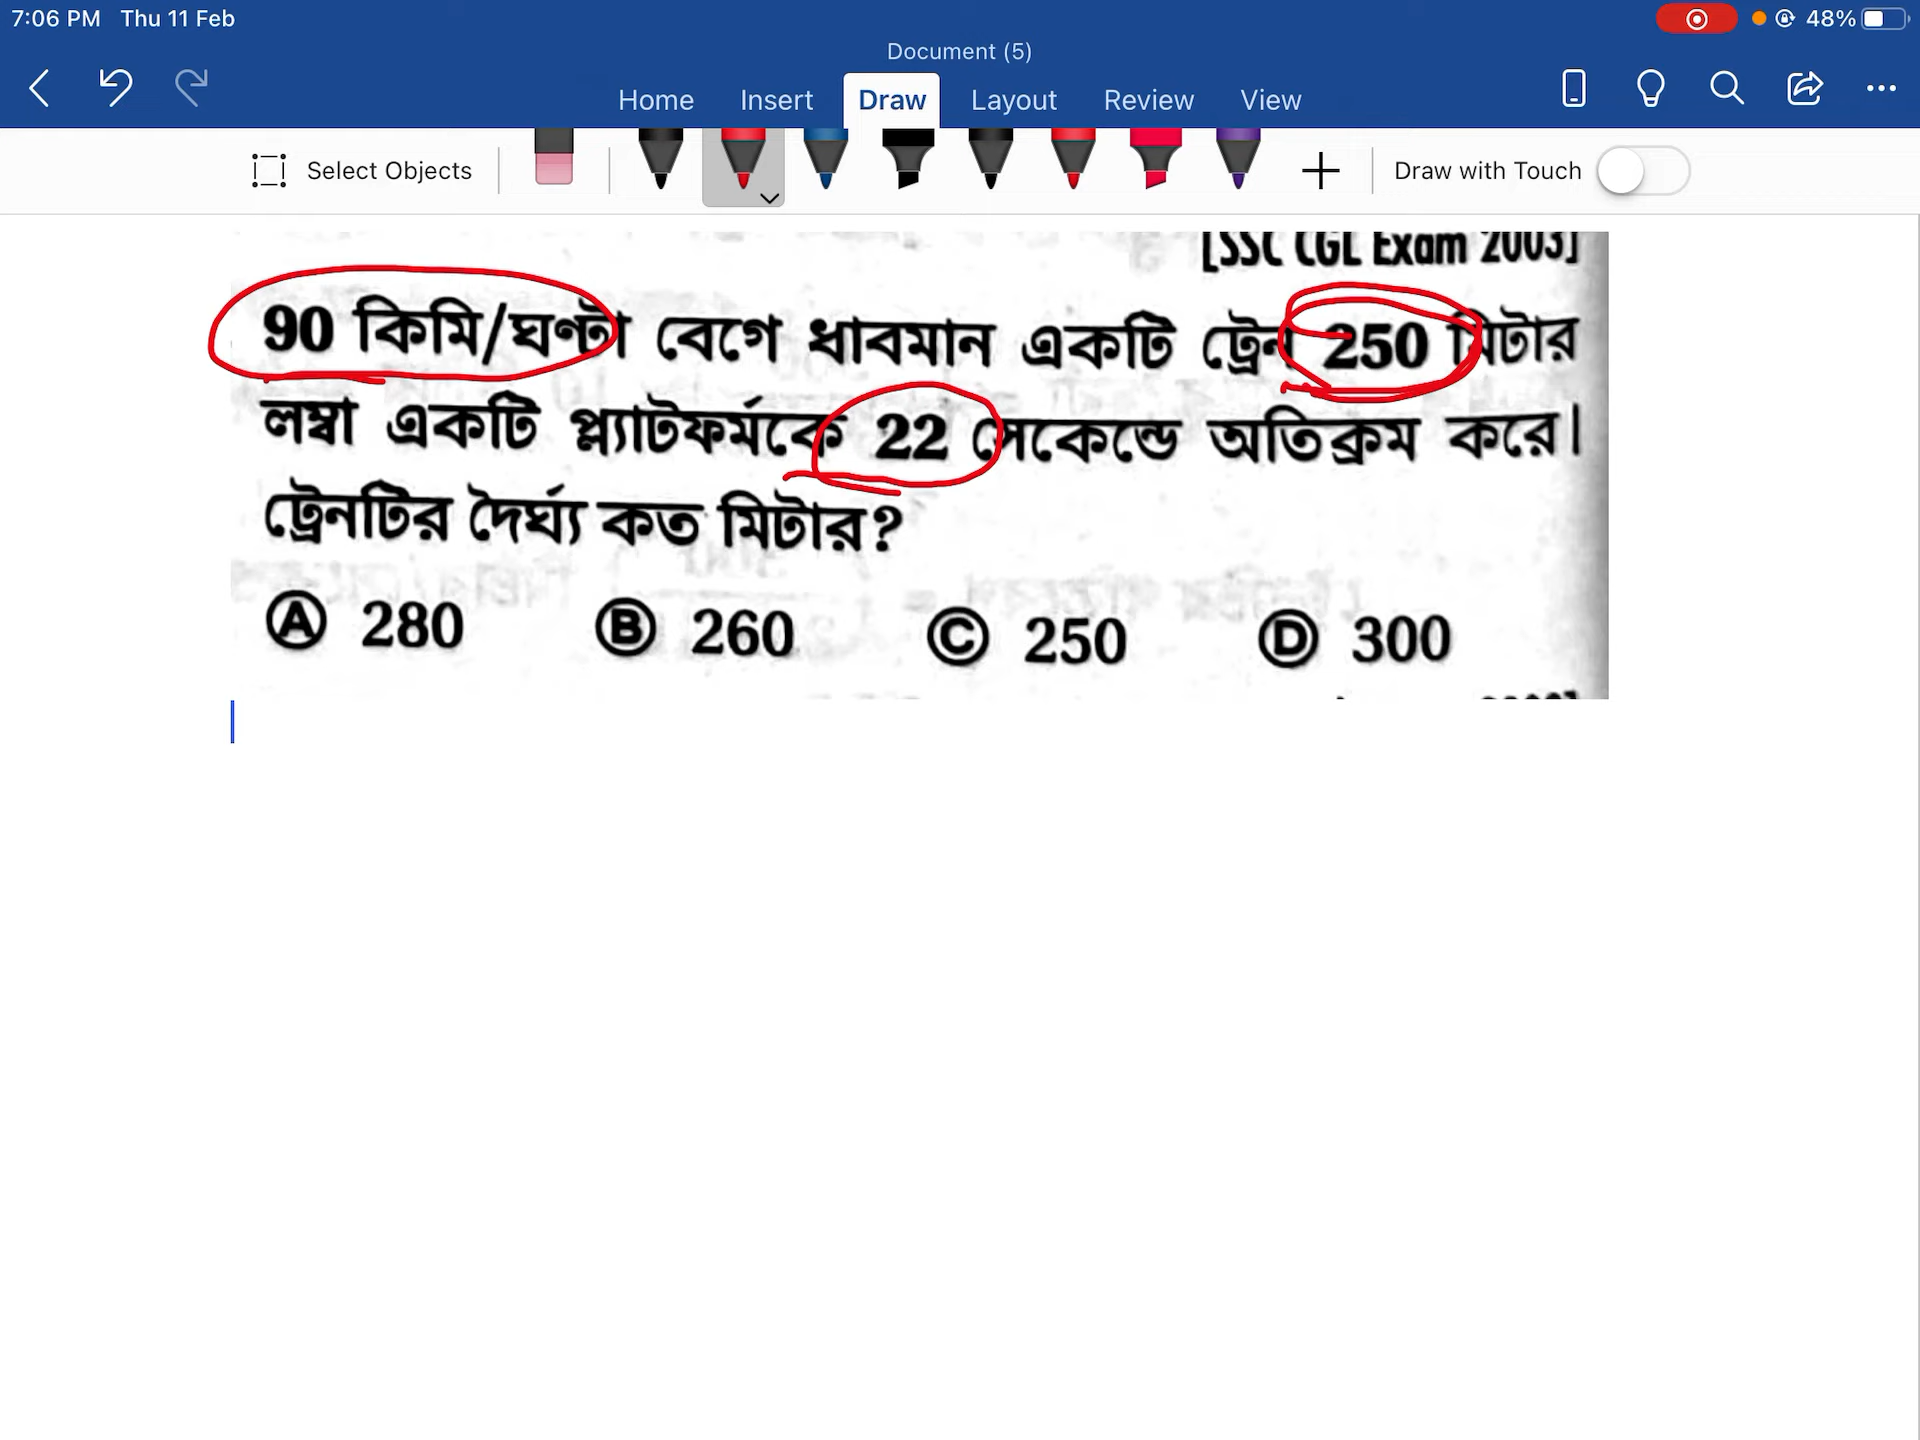 7:06 PM Thu 11 Feb
48%
Document (5)
Home Insert Draw Layout Review View
Select Objects
Draw with Touch
[SSC CGL Exam 2003]
90 কিমি/ঘণ্টা বেগে ধাবমান একটি ট্রেন 250 মিটার
লম্বা একটি প্ল্যাটফর্মকে 22 সেকেন্ডে অতিক্রম করে।
ট্রেনটির দৈর্ঘ্য কত মিটার?
Ⓐ 280 Ⓑ 260 Ⓒ 250 Ⓓ 300